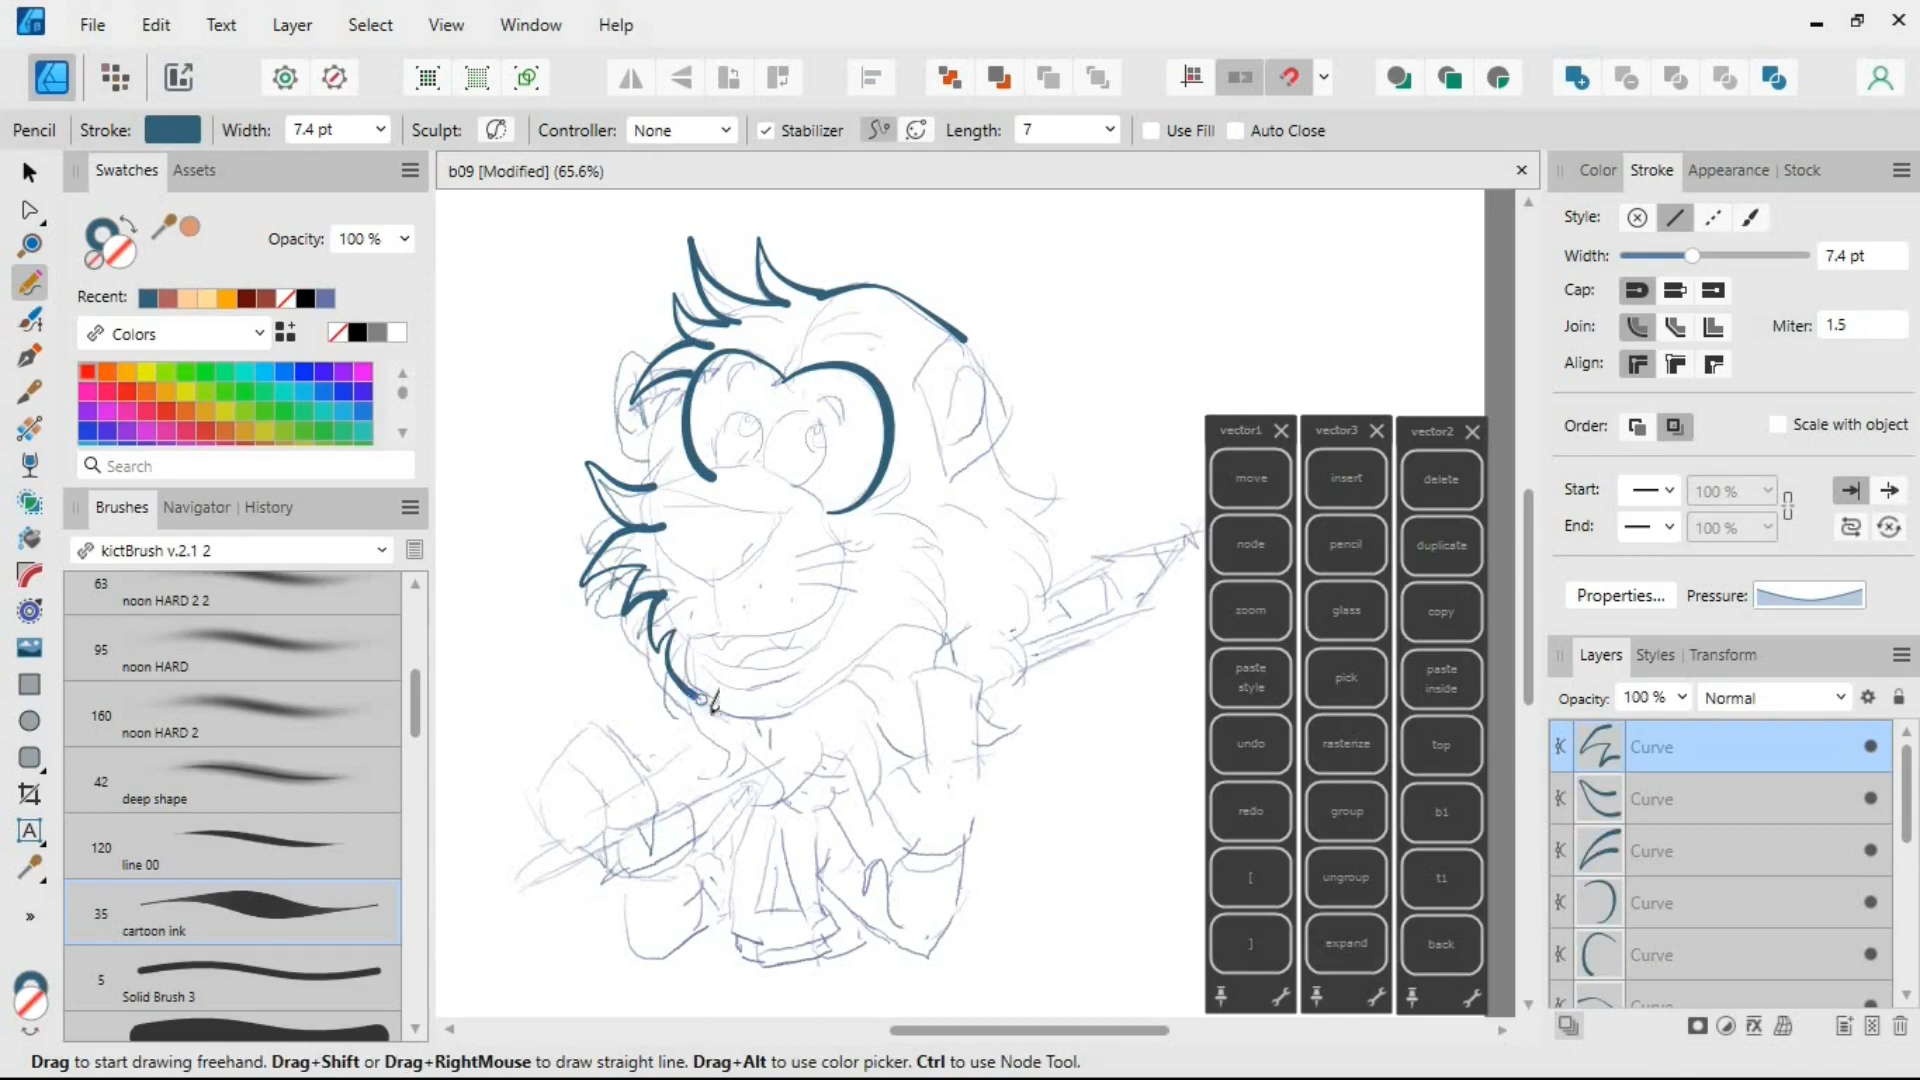 File Edit Text Layer Select View Window Help
Pencil Stroke: Width: 7.4 pt Sculpt: Controller: None Stabilizer Length: 7 Use Fill Auto Close
Swatches Assets
Opacity: 100 %
Recent:
Colors
Search
Brushes Navigator History
kictBrush v.2.1 2
63 noon HARD 2 2
95 noon HARD
160 noon HARD 2
42 deep shape
120 line 00
35 cartoon ink
5 Solid Brush 3
b09 [Modified] (65.6%)
vector1 vector3 vector2
move insert delete
node pencil duplicate
zoom glass copy
paste style pick paste inside
undo rasterize top
redo group b1
[ ungroup t1
] expand back
Color Stroke Appearance Stock
Style:
Width: 7.4 pt
Cap:
Join: Miter: 1.5
Align:
Order: Scale with object
Start: 100 %
End: 100 %
Properties... Pressure:
Layers Styles Transform
Opacity: 100 % Normal
Curve
Curve
Curve
Curve
Curve
Drag to start drawing freehand. Drag+Shift or Drag+RightMouse to draw straight line. Drag+Alt to use color picker. Ctrl to use Node Tool.